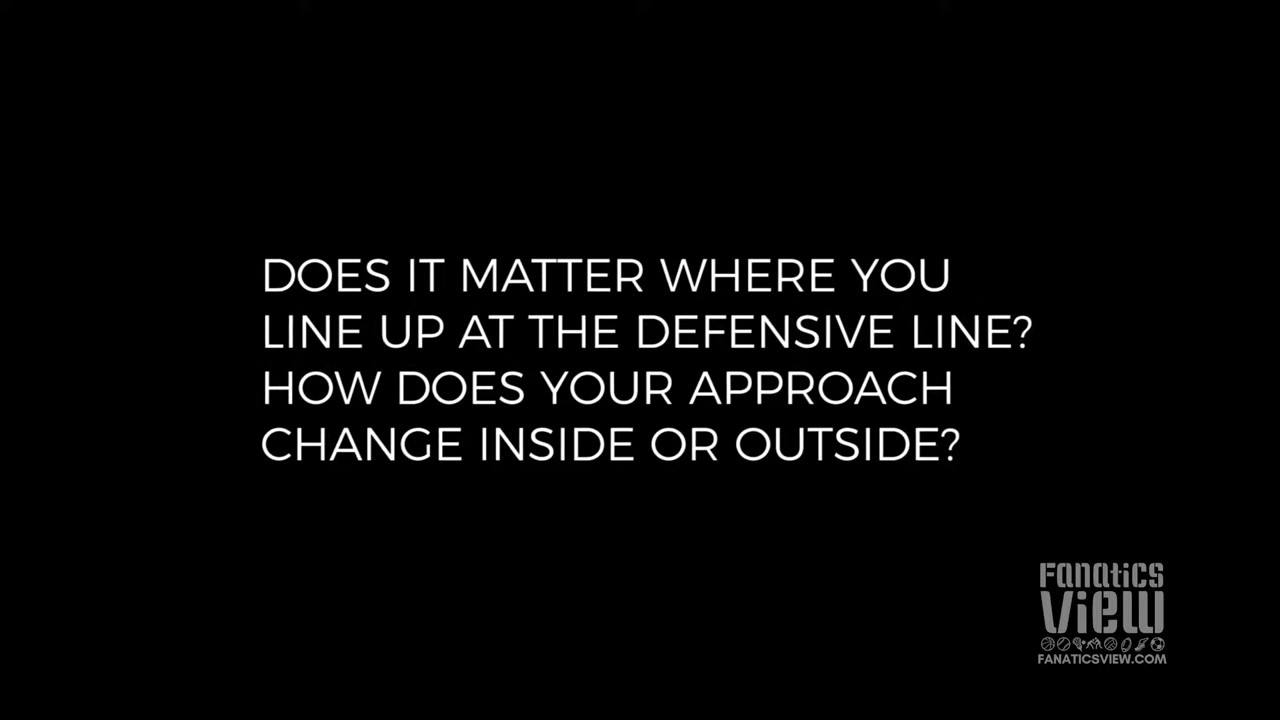 DOES IT MATTER WHERE YOU
LINE UP AT THE DEFENSIVE LINE?
HOW DOES YOUR APPROACH
CHANGE INSIDE OR OUTSIDE?
FANATICS
VIEW
FANATICSVIEW.COM